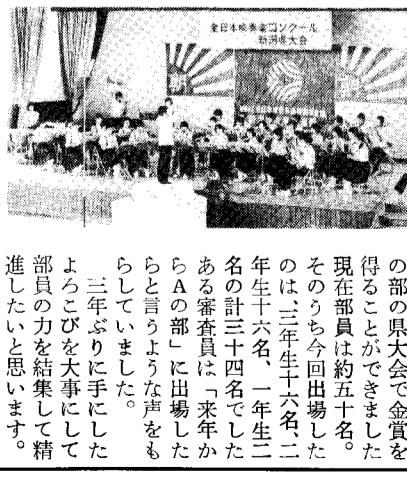 全日本吹奏楽コンクール
新潟県大会
の部の県大会で金賞を
得ることができました
現在部員は約五十名。
そのうち今回出場した
のは、三年生十六名、二
年生十六名、一年生二
名の計三十四名でした
ある審査員は「来年か
らAの部」に出場した
らと言うような声をも
らしていました。
三年ぶりに手にした
よろこびを大事にして
部員の力を結集して精
進したいと思います。